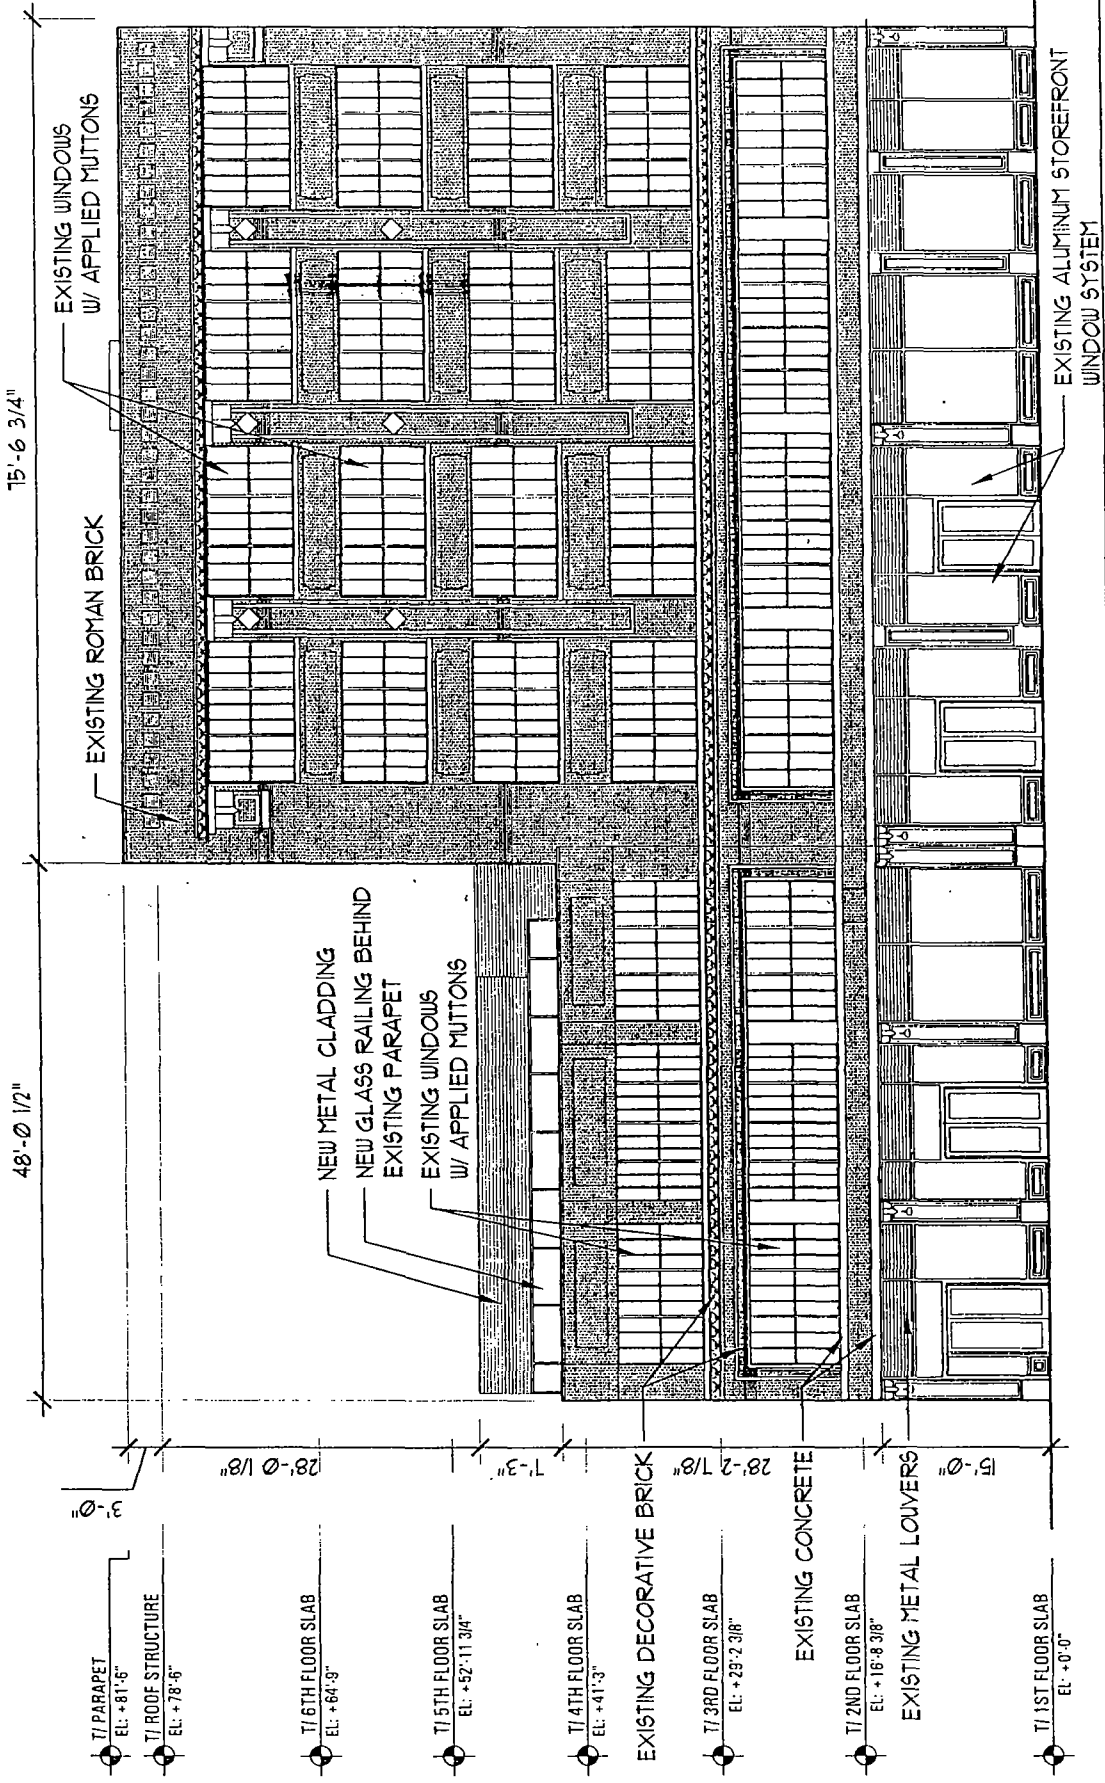 48'-0 1/2"
75'-6 3/4"
EXISTING ROMAN BRICK
EXISTING WINDOWS
W/ APPLIED MUTTONS
NEW METAL CLADDING
NEW GLASS RAILING BEHIND
EXISTING PARAPET
EXISTING WINDOWS
W/ APPLIED MUTTONS
3'-0"
28'-0 1/8"
7'-3"
28'-2 7/8"
15'-0"
T/ PARAPET
EL: +81'-6"
T/ ROOF STRUCTURE
EL: +78'-6"
T/ 6TH FLOOR SLAB
EL: +64'-9"
T/ 5TH FLOOR SLAB
EL: +52'-11 3/4"
T/ 4TH FLOOR SLAB
EL: +41'-3"
EXISTING DECORATIVE BRICK
T/ 3RD FLOOR SLAB
EL: +29'-2 3/8"
EXISTING CONCRETE
T/ 2ND FLOOR SLAB
EL: +16'-8 3/8"
EXISTING METAL LOUVERS
T/ 1ST FLOOR SLAB
EL: +0'-0"
EXISTING ALUMINUM STOREFRONT
WINDOW SYSTEM